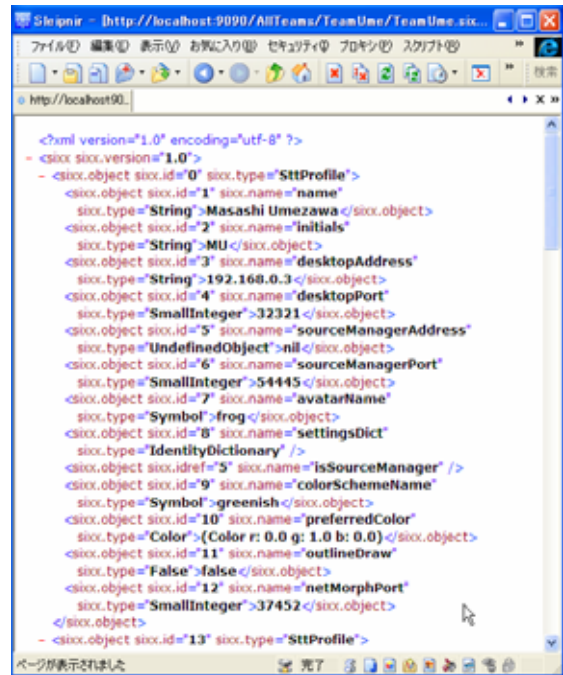 Sleipnir - [http://localhost:9090/AllTeams/TeamUme/TeamUme.six...
ファイル(F) 編集(E) 表示(V) お気に入り(B) セキュリティ プロキシ(P) スクリプト(R) »
検索
http://localhost90..
<?xml version="1.0" encoding="utf-8" ?>
- <sixx sixx.version="1.0">
- <sixx.object sixx.id="0" sixx.type="SttProfile">
<sixx.object sixx.id="1" sixx.name="name"
sixx.type="String">Masashi Umezawa</sixx.object>
<sixx.object sixx.id="2" sixx.name="initials"
sixx.type="String">MU</sixx.object>
<sixx.object sixx.id="3" sixx.name="desktopAddress"
sixx.type="String">192.168.0.3</sixx.object>
<sixx.object sixx.id="4" sixx.name="desktopPort"
sixx.type="SmallInteger">32321</sixx.object>
<sixx.object sixx.id="5" sixx.name="sourceManagerAddress"
sixx.type="UndefinedObject">nil</sixx.object>
<sixx.object sixx.id="6" sixx.name="sourceManagerPort"
sixx.type="SmallInteger">54445</sixx.object>
<sixx.object sixx.id="7" sixx.name="avatarName"
sixx.type="Symbol">frog</sixx.object>
<sixx.object sixx.id="8" sixx.name="settingsDict"
sixx.type="IdentityDictionary" />
<sixx.object sixx.idref="5" sixx.name="isSourceManager" />
<sixx.object sixx.id="9" sixx.name="colorSchemeName"
sixx.type="Symbol">greenish</sixx.object>
<sixx.object sixx.id="10" sixx.name="preferredColor"
sixx.type="Color">(Color r: 0.0 g: 1.0 b: 0.0)</sixx.object>
<sixx.object sixx.id="11" sixx.name="outlineDraw"
sixx.type="False">false</sixx.object>
<sixx.object sixx.id="12" sixx.name="netMorphPort"
sixx.type="SmallInteger">37452</sixx.object>
</sixx.object>
- <sixx.object sixx.id="13" sixx.type="SttProfile">
ページが表示されました 完了